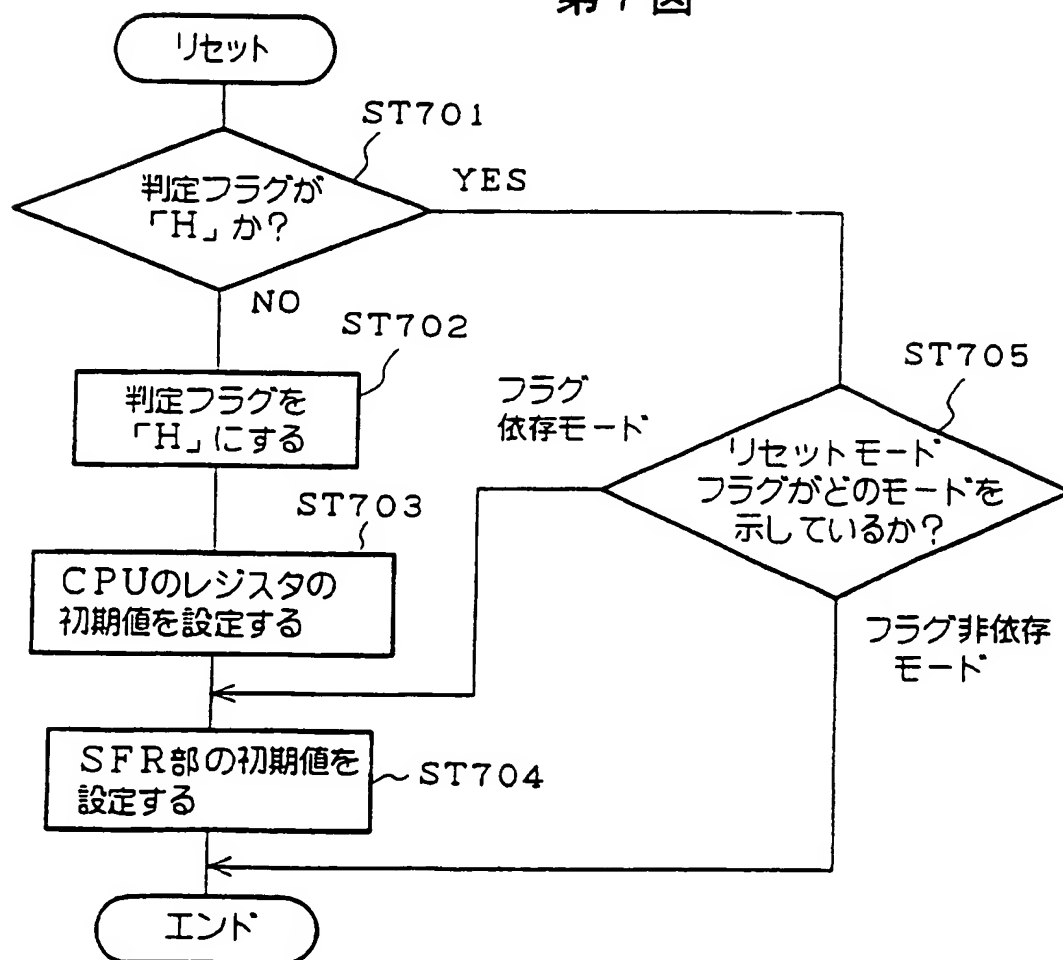 第7図
リセット
ST701
判定フラグが
「H」か?
YES
NO
ST702
判定フラグを
「H」にする
ST703
CPUのレジスタの
初期値を設定する
SFR部の初期値を
設定する
ST704
エンド
フラグ
依存モード
ST705
リセットモード
フラグがどのモードを
示しているか?
フラグ非依存
モード